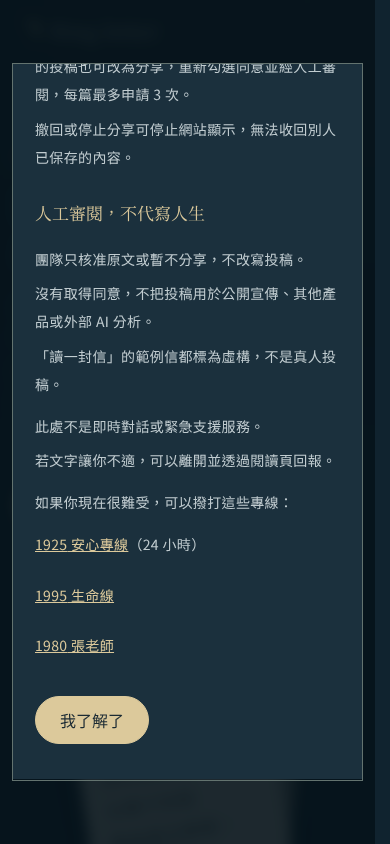 的投稿也可改為分享，重新勾選同意並經人工審
閱，每篇最多申請 3 次。
撤回或停止分享可停止網站顯示，無法收回別人
已保存的內容。
人工審閱，不代寫人生
團隊只核准原文或暫不分享，不改寫投稿。
沒有取得同意，不把投稿用於公開宣傳、其他產
品或外部 AI 分析。
「讀一封信」的範例信都標為虛構，不是真人投
稿。
此處不是即時對話或緊急支援服務。
若文字讓你不適，可以離開並透過閱讀頁回報。
如果你現在很難受，可以撥打這些專線：
1925 安心專線（24 小時）
1995 生命線
1980 張老師
我了解了